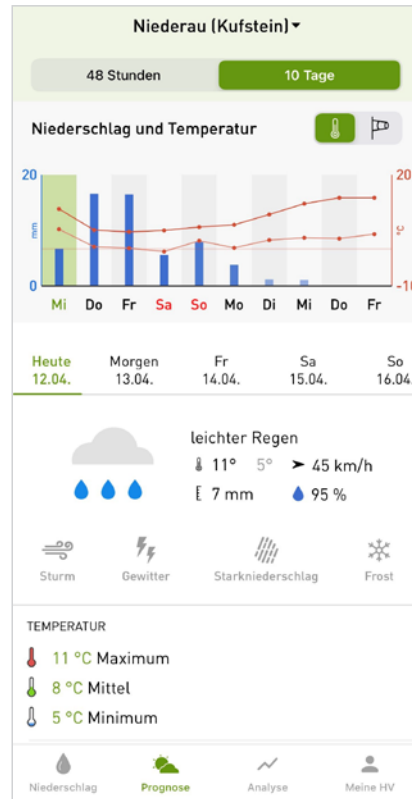 Niederau (Kufstein)
48 Stunden 10 Tage
Niederschlag und Temperatur
20 20
mm °C
0 -10
Mi Do Fr Sa So Mo Di Mi Do Fr
Heute Morgen Fr Sa So
12.04. 13.04. 14.04. 15.04. 16.04.
leichter Regen
11° 5° 45 km/h
7 mm 95 %
Sturm Gewitter Starkniederschlag Frost
TEMPERATUR
11 °C Maximum
8 °C Mittel
5 °C Minimum
Niederschlag Prognose Analyse Meine HV